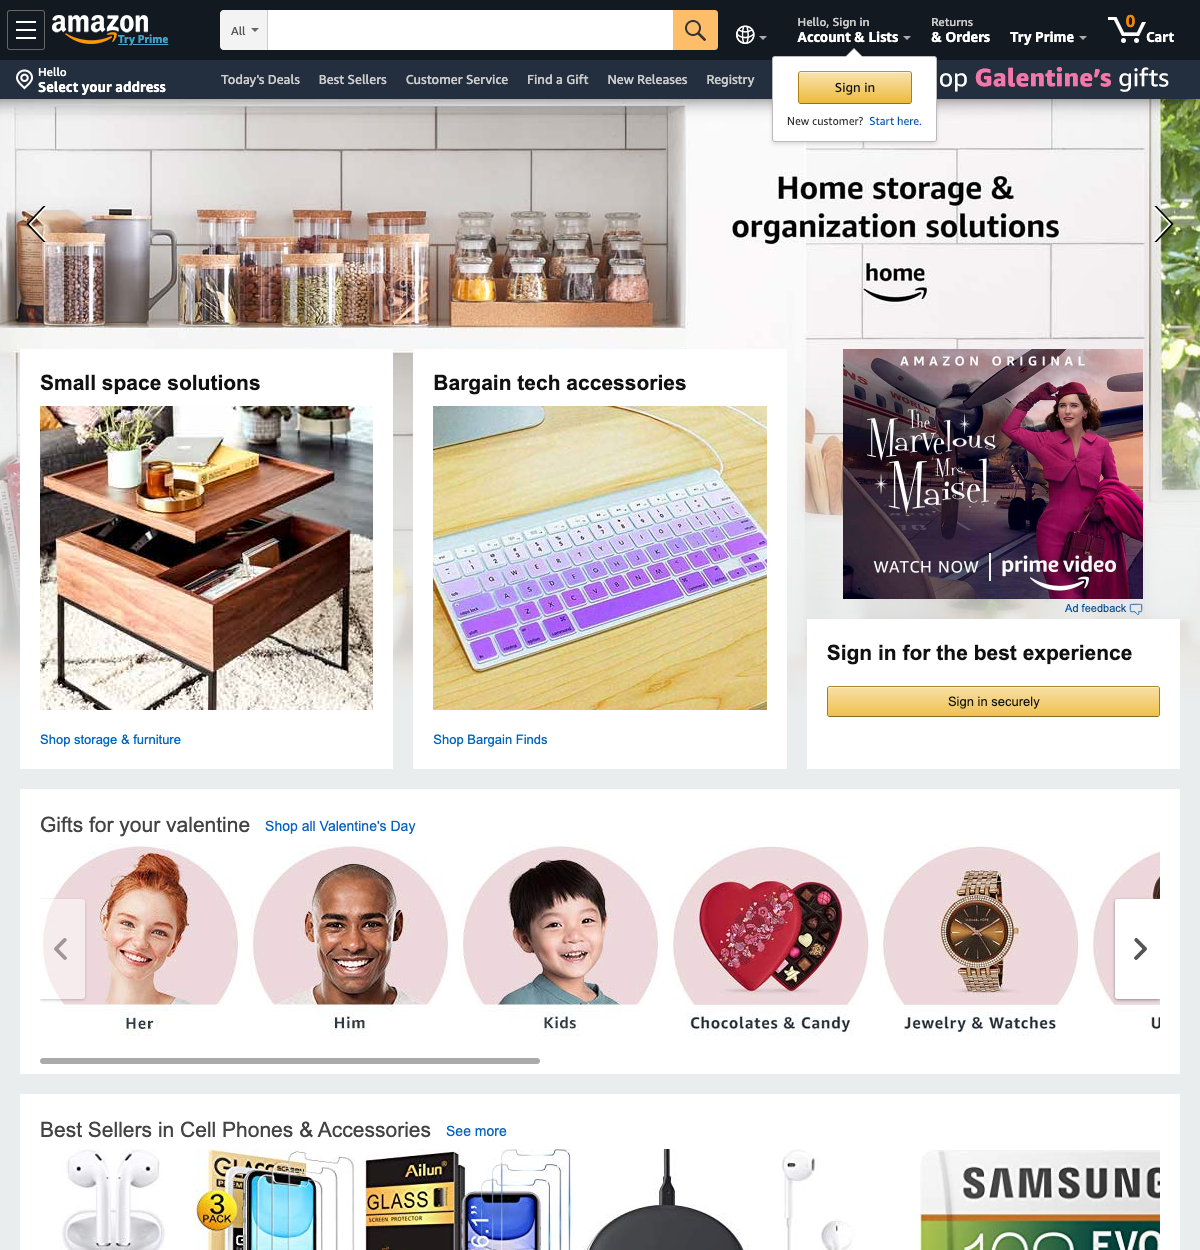 amazon
Try Prime
All
Hello, Sign in
Account & Lists
Returns
& Orders
Try Prime
0
Cart
Hello
Select your address
Today's Deals
Best Sellers
Customer Service
Find a Gift
New Releases
Registry
op Galentine's gifts
Sign in
New customer? Start here.
Home storage &
organization solutions
home
Small space solutions
Shop storage & furniture
Bargain tech accessories
Shop Bargain Finds
AMAZON ORIGINAL
The
Marvelous
Mrs.
Maisel
WATCH NOW | prime video
Ad feedback
Sign in for the best experience
Sign in securely
Gifts for your valentine
Shop all Valentine's Day
Her
Him
Kids
Chocolates & Candy
Jewelry & Watches
U
Best Sellers in Cell Phones & Accessories
See more
3
PACK
Ailun
GLASS
SCREEN PROTECTOR
6.1"
SAMSUNG
EVO